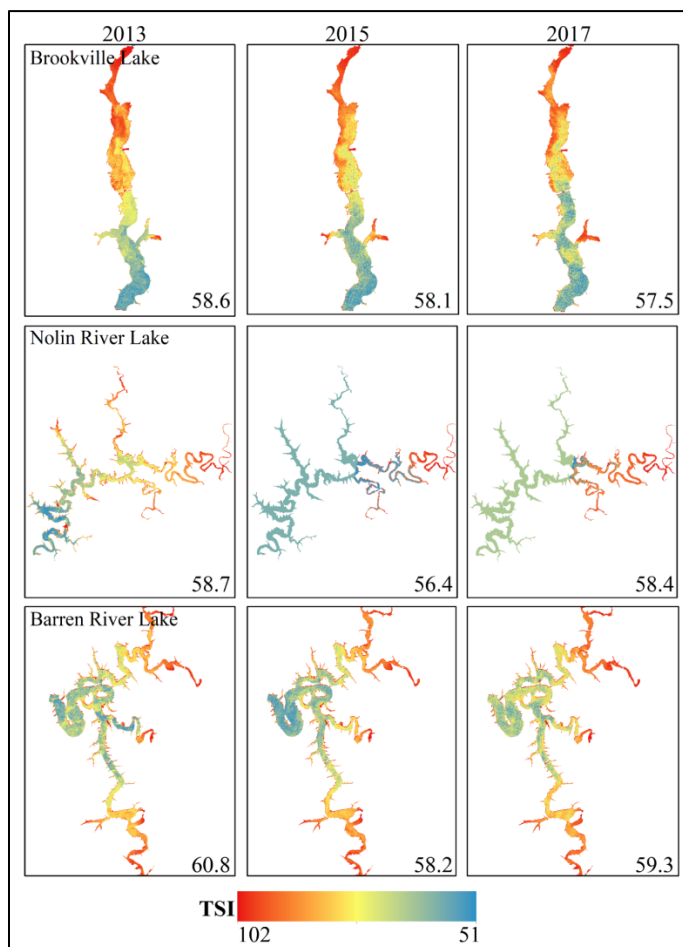 2013 2015 2017
Brookville Lake
58.6 58.1 57.5
Nolin River Lake
58.7 56.4 58.4
Barren River Lake
60.8 58.2 59.3
TSI
102 51